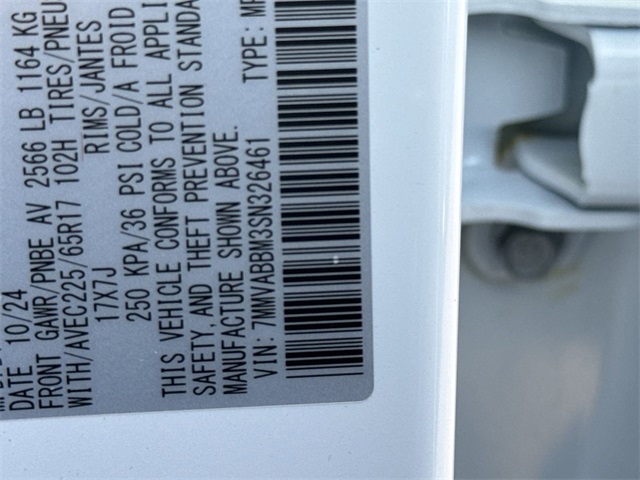 DATE 10/24
FRONT GAWR/PNBE AV 2566 LB 1164 KG
WITH/AVEC225/65R17 102H TIRES/PNEU
17X7J RIMS/JANTES
250 KPA/36 PSI COLD/A FROID
THIS VEHICLE CONFORMS TO ALL APPLI
SAFETY,AND THEFT PREVENTION STANDA
MANUFACTURE SHOWN ABOVE.
VIN: 7MMVABBM3SN326461 TYPE: MP